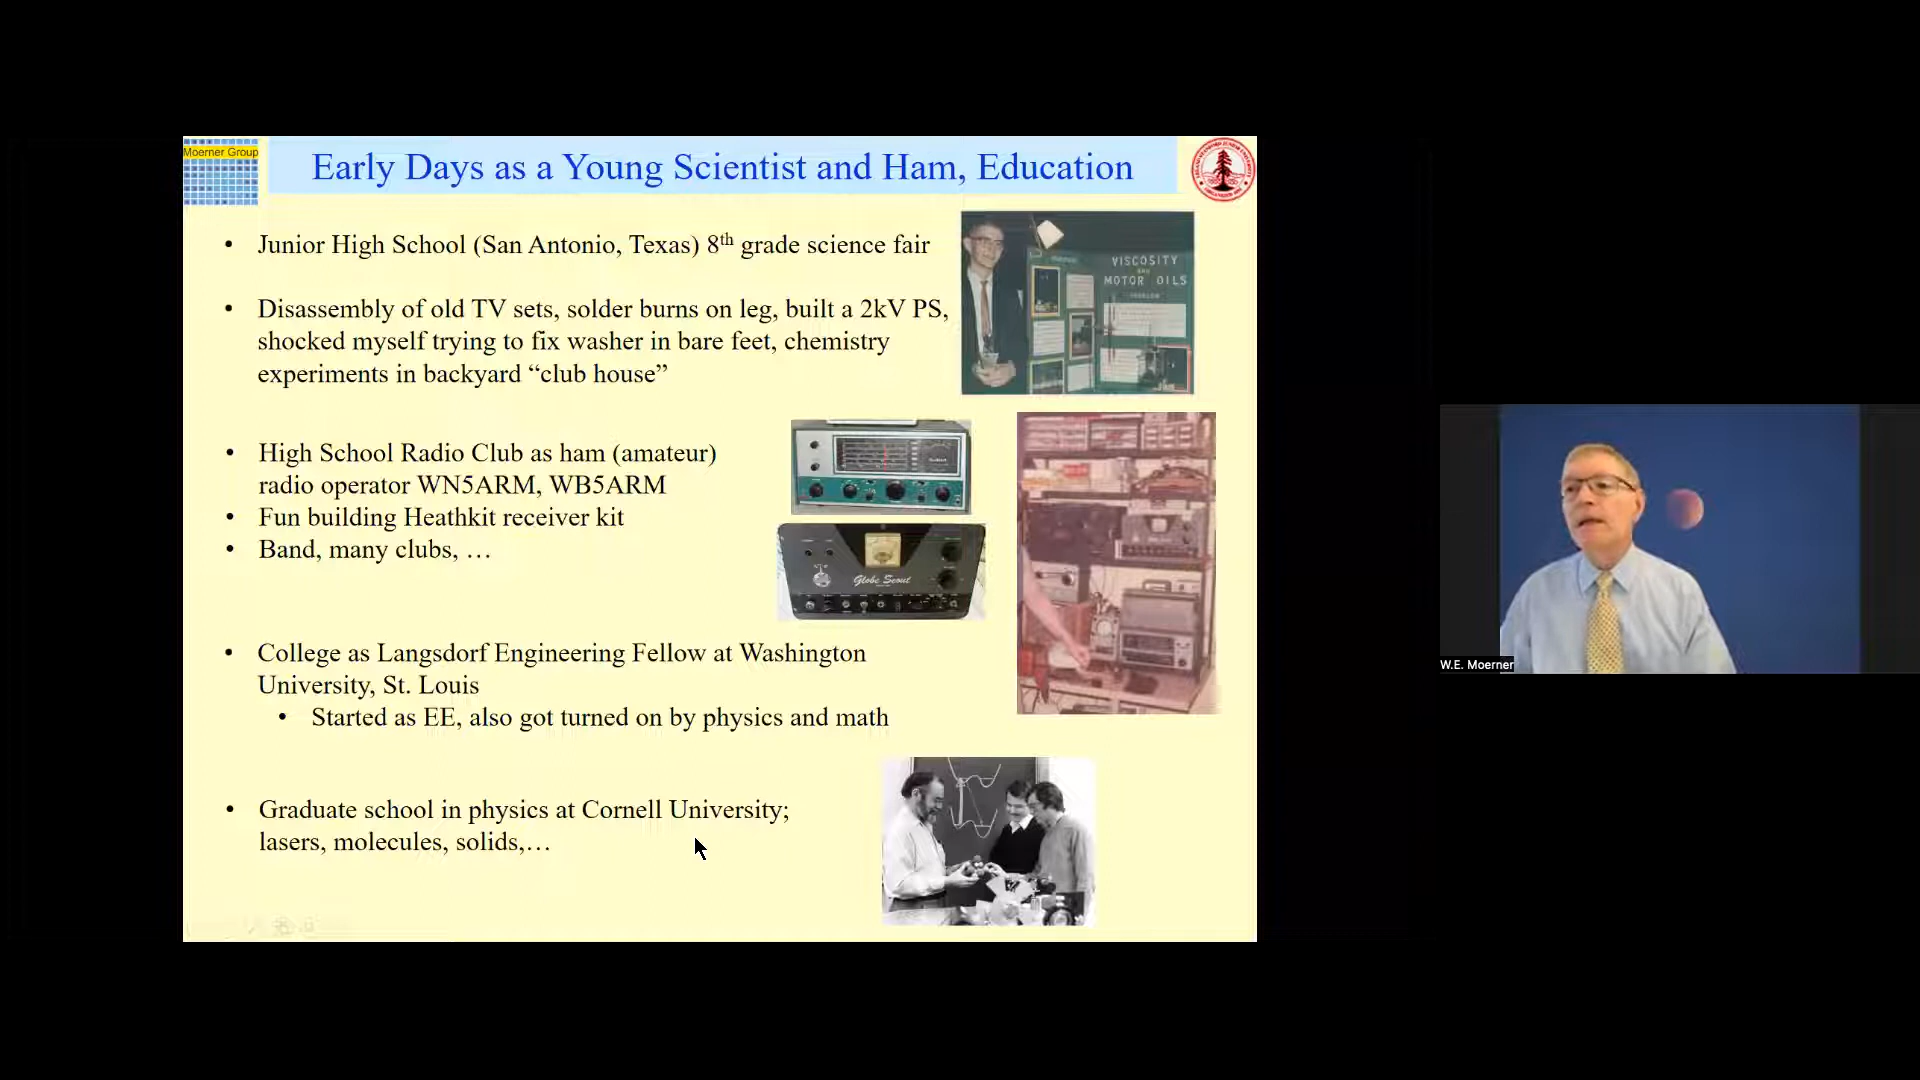 Moerner Group
Early Days as a Young Scientist and Ham, Education
• Junior High School (San Antonio, Texas) 8th grade science fair
VISCOSITY
AND
MOTOR OILS
• Disassembly of old TV sets, solder burns on leg, built a 2kV PS,
shocked myself trying to fix washer in bare feet, chemistry
experiments in backyard “club house”
• High School Radio Club as ham (amateur)
radio operator WN5ARM, WB5ARM
• Fun building Heathkit receiver kit
• Band, many clubs, …
Globe Scout
• College as Langsdorf Engineering Fellow at Washington
University, St. Louis
• Started as EE, also got turned on by physics and math
• Graduate school in physics at Cornell University;
lasers, molecules, solids,…
W.E. Moerner